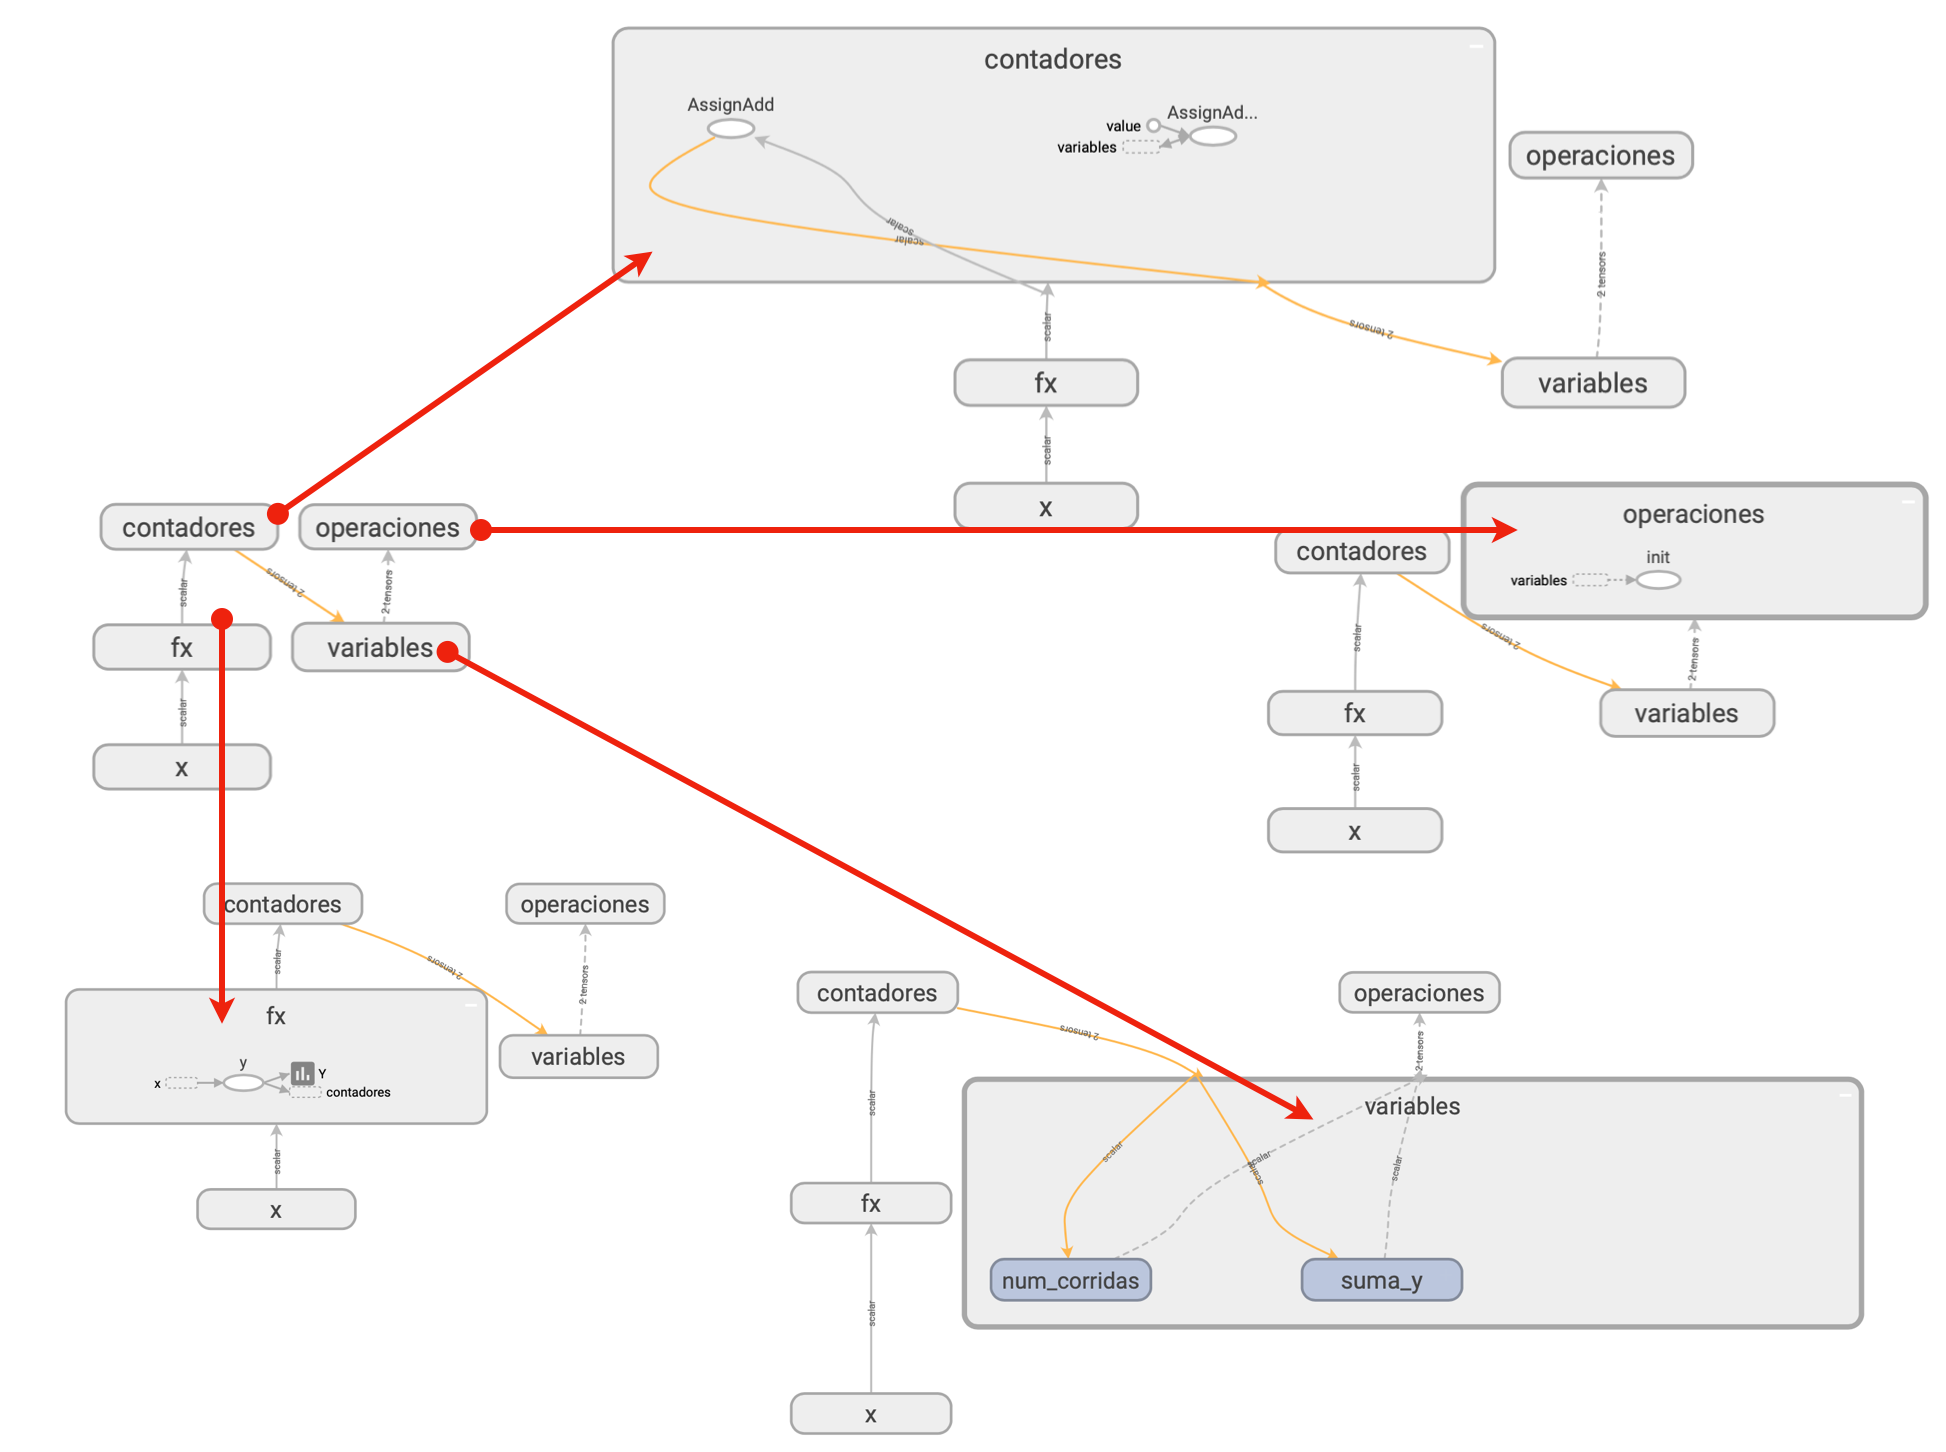 contadores
AssignAdd
AssignAd...
value
variables
scalar
scalar
operaciones
2 tensors
scalar
2 tensors
fx
variables
scalar
x
contadores
operaciones
scalar
2 tensors
2 tensors
fx
variables
scalar
x
operaciones
init
variables
contadores
scalar
2 tensors
2 tensors
fx
variables
scalar
x
contadores
operaciones
scalar
2 tensors
2 tensors
fx
y
x
Y
contadores
variables
scalar
x
contadores
operaciones
2 tensors
2 tensors
scalar
variables
scalar
scalar
scalar
scalar
fx
num_corridas
suma_y
scalar
x